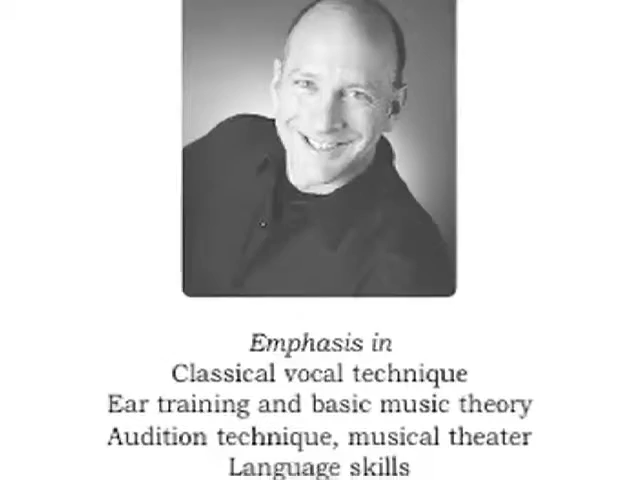 Emphasis in
Classical vocal technique
Ear training and basic music theory
Audition technique, musical theater
Language skills